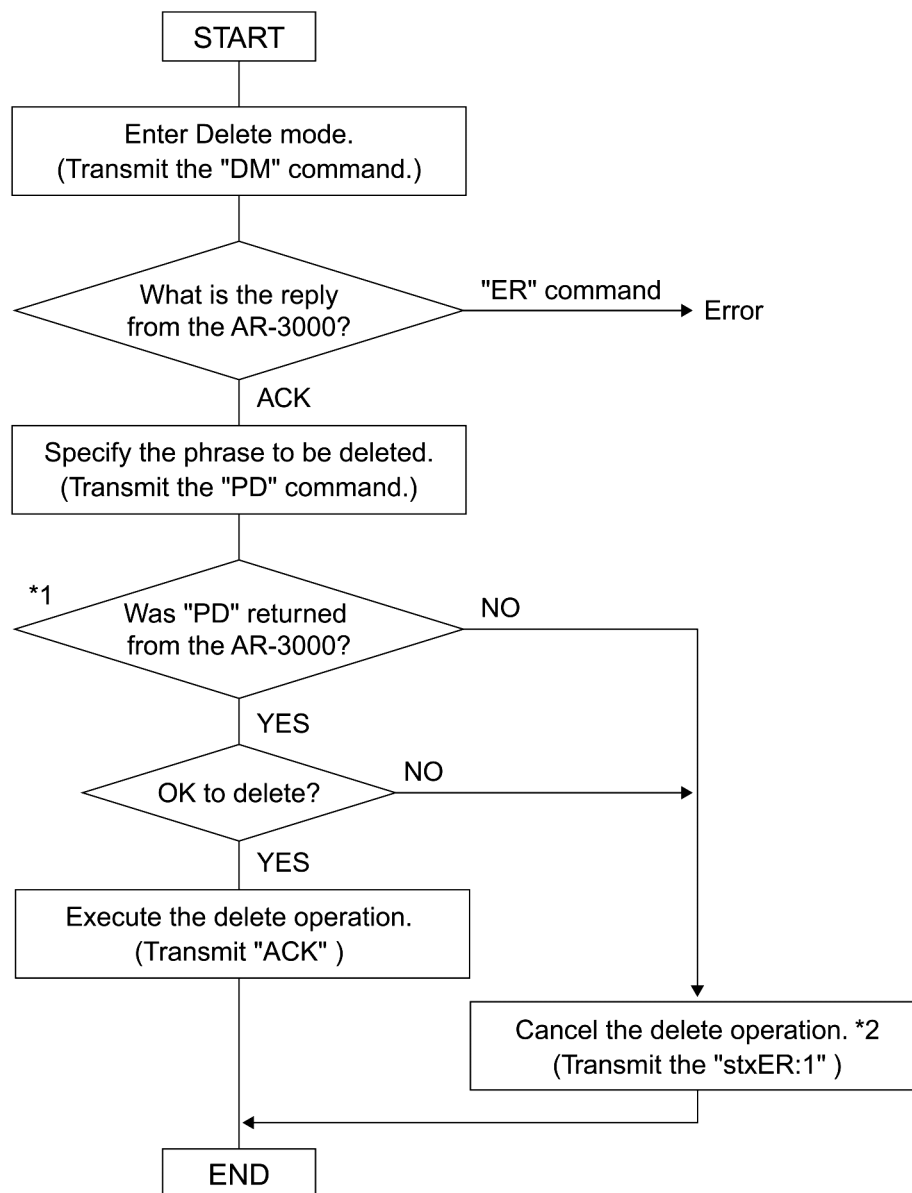 START
Enter Delete mode.
(Transmit the "DM" command.)
What is the reply
from the AR-3000?
"ER" command
Error
ACK
Specify the phrase to be deleted.
(Transmit the "PD" command.)
*1
Was "PD" returned
from the AR-3000?
NO
YES
OK to delete?
NO
YES
Execute the delete operation.
(Transmit "ACK" )
Cancel the delete operation. *2
(Transmit the "stxER:1" )
END